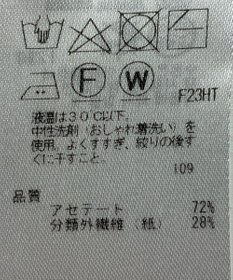 F
W
F23HT
液温は30℃以下。
中性洗剤(おしゃれ着洗い)を
使用。よくすすぎ、絞りの後す
ぐに干すこと。
109
品質
アセテート 72%
分類外繊維(紙) 28%